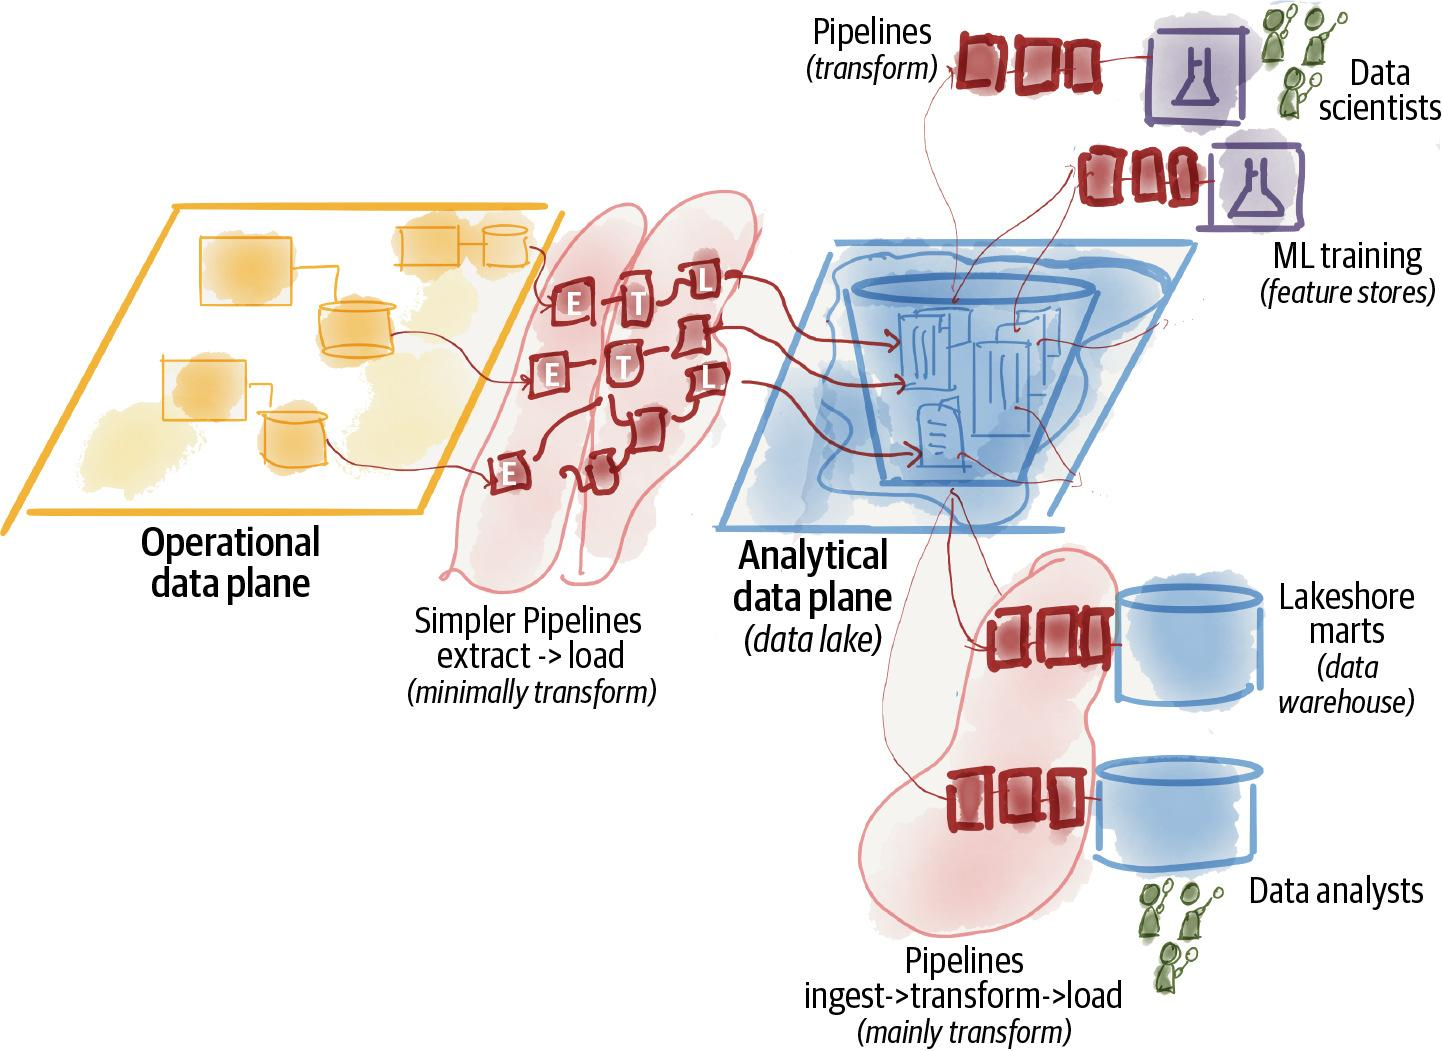 Pipelines
(transform)
Data
scientists
ML training
(feature stores)
E T L
E T
L
E
Operational
data plane
Simpler Pipelines
extract -> load
(minimally transform)
Analytical
data plane
(data lake)
Lakeshore
marts
(data
warehouse)
Data analysts
Pipelines
ingest->transform->load
(mainly transform)